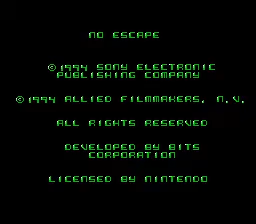 NO ESCAPE
©1994 SONY ELECTRONIC
PUBLISHING COMPANY
©1994 ALLIED FILMMAKERS, N.V.
ALL RIGHTS RESERVED
DEVELOPED BY BITS
CORPORATION
LICENSED BY NINTENDO